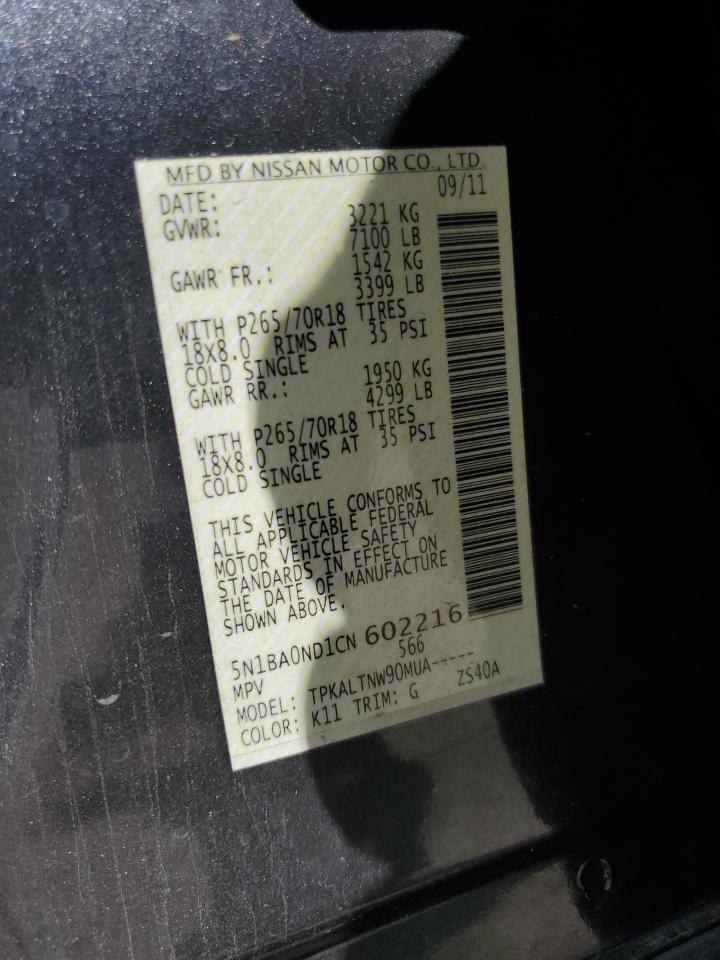 MFD BY NISSAN MOTOR CO., LTD.
DATE: 09/11
GVWR: 3221 KG
7100 LB
GAWR FR.: 1542 KG
3399 LB
WITH P265/70R18 TIRES
18X8.0 RIMS AT 35 PSI
COLD SINGLE
GAWR RR.: 1950 KG
4299 LB
WITH P265/70R18 TIRES
18X8.0 RIMS AT 35 PSI
COLD SINGLE
THIS VEHICLE CONFORMS TO
ALL APPLICABLE FEDERAL
MOTOR VEHICLE SAFETY
STANDARDS IN EFFECT ON
THE DATE OF MANUFACTURE
SHOWN ABOVE.
5N1BA0ND1CN 602216
MPV 566
MODEL: TPKALTNW90MUA-----
COLOR: K11 TRIM: G ZS40A